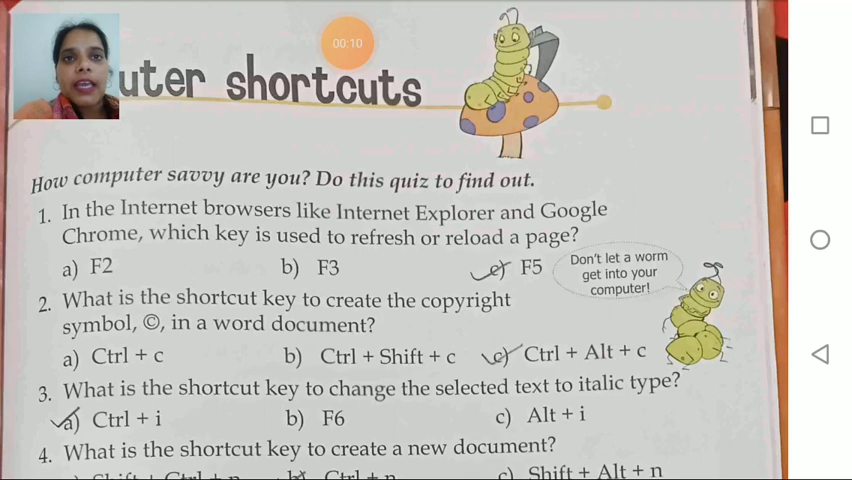 00:10
uter shortcuts
How computer savvy are you? Do this quiz to find out.
1. In the Internet browsers like Internet Explorer and Google
Chrome, which key is used to refresh or reload a page?
a) F2 b) F3 c) F5
Don't let a worm
get into your
computer!
2. What is the shortcut key to create the copyright
symbol, ©, in a word document?
a) Ctrl + c b) Ctrl + Shift + c c) Ctrl + Alt + c
3. What is the shortcut key to change the selected text to italic type?
a) Ctrl + i b) F6 c) Alt + i
4. What is the shortcut key to create a new document?
a) Shift + Ctrl + n b) Ctrl + n c) Shift + Alt + n